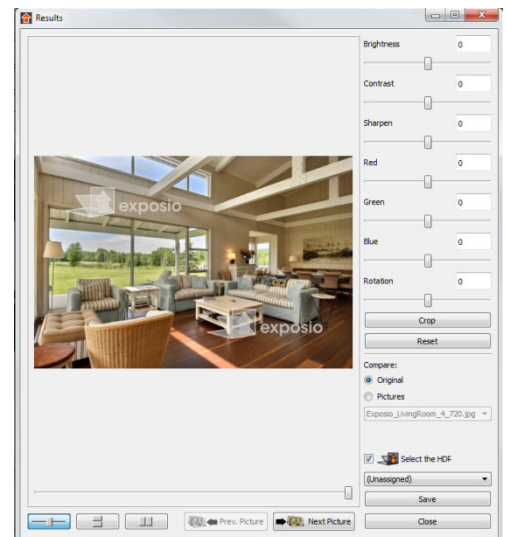 Results
Brightness 0
Contrast 0
Sharpen 0
Red 0
Green 0
Blue 0
Rotation 0
Crop
Reset
Compare:
Original
Pictures
Exposio_LivingRoom_4_720.jpg
Select the HDF
(Unassigned)
Save
Prev. Picture
Next Picture
Close
exposio
exposio